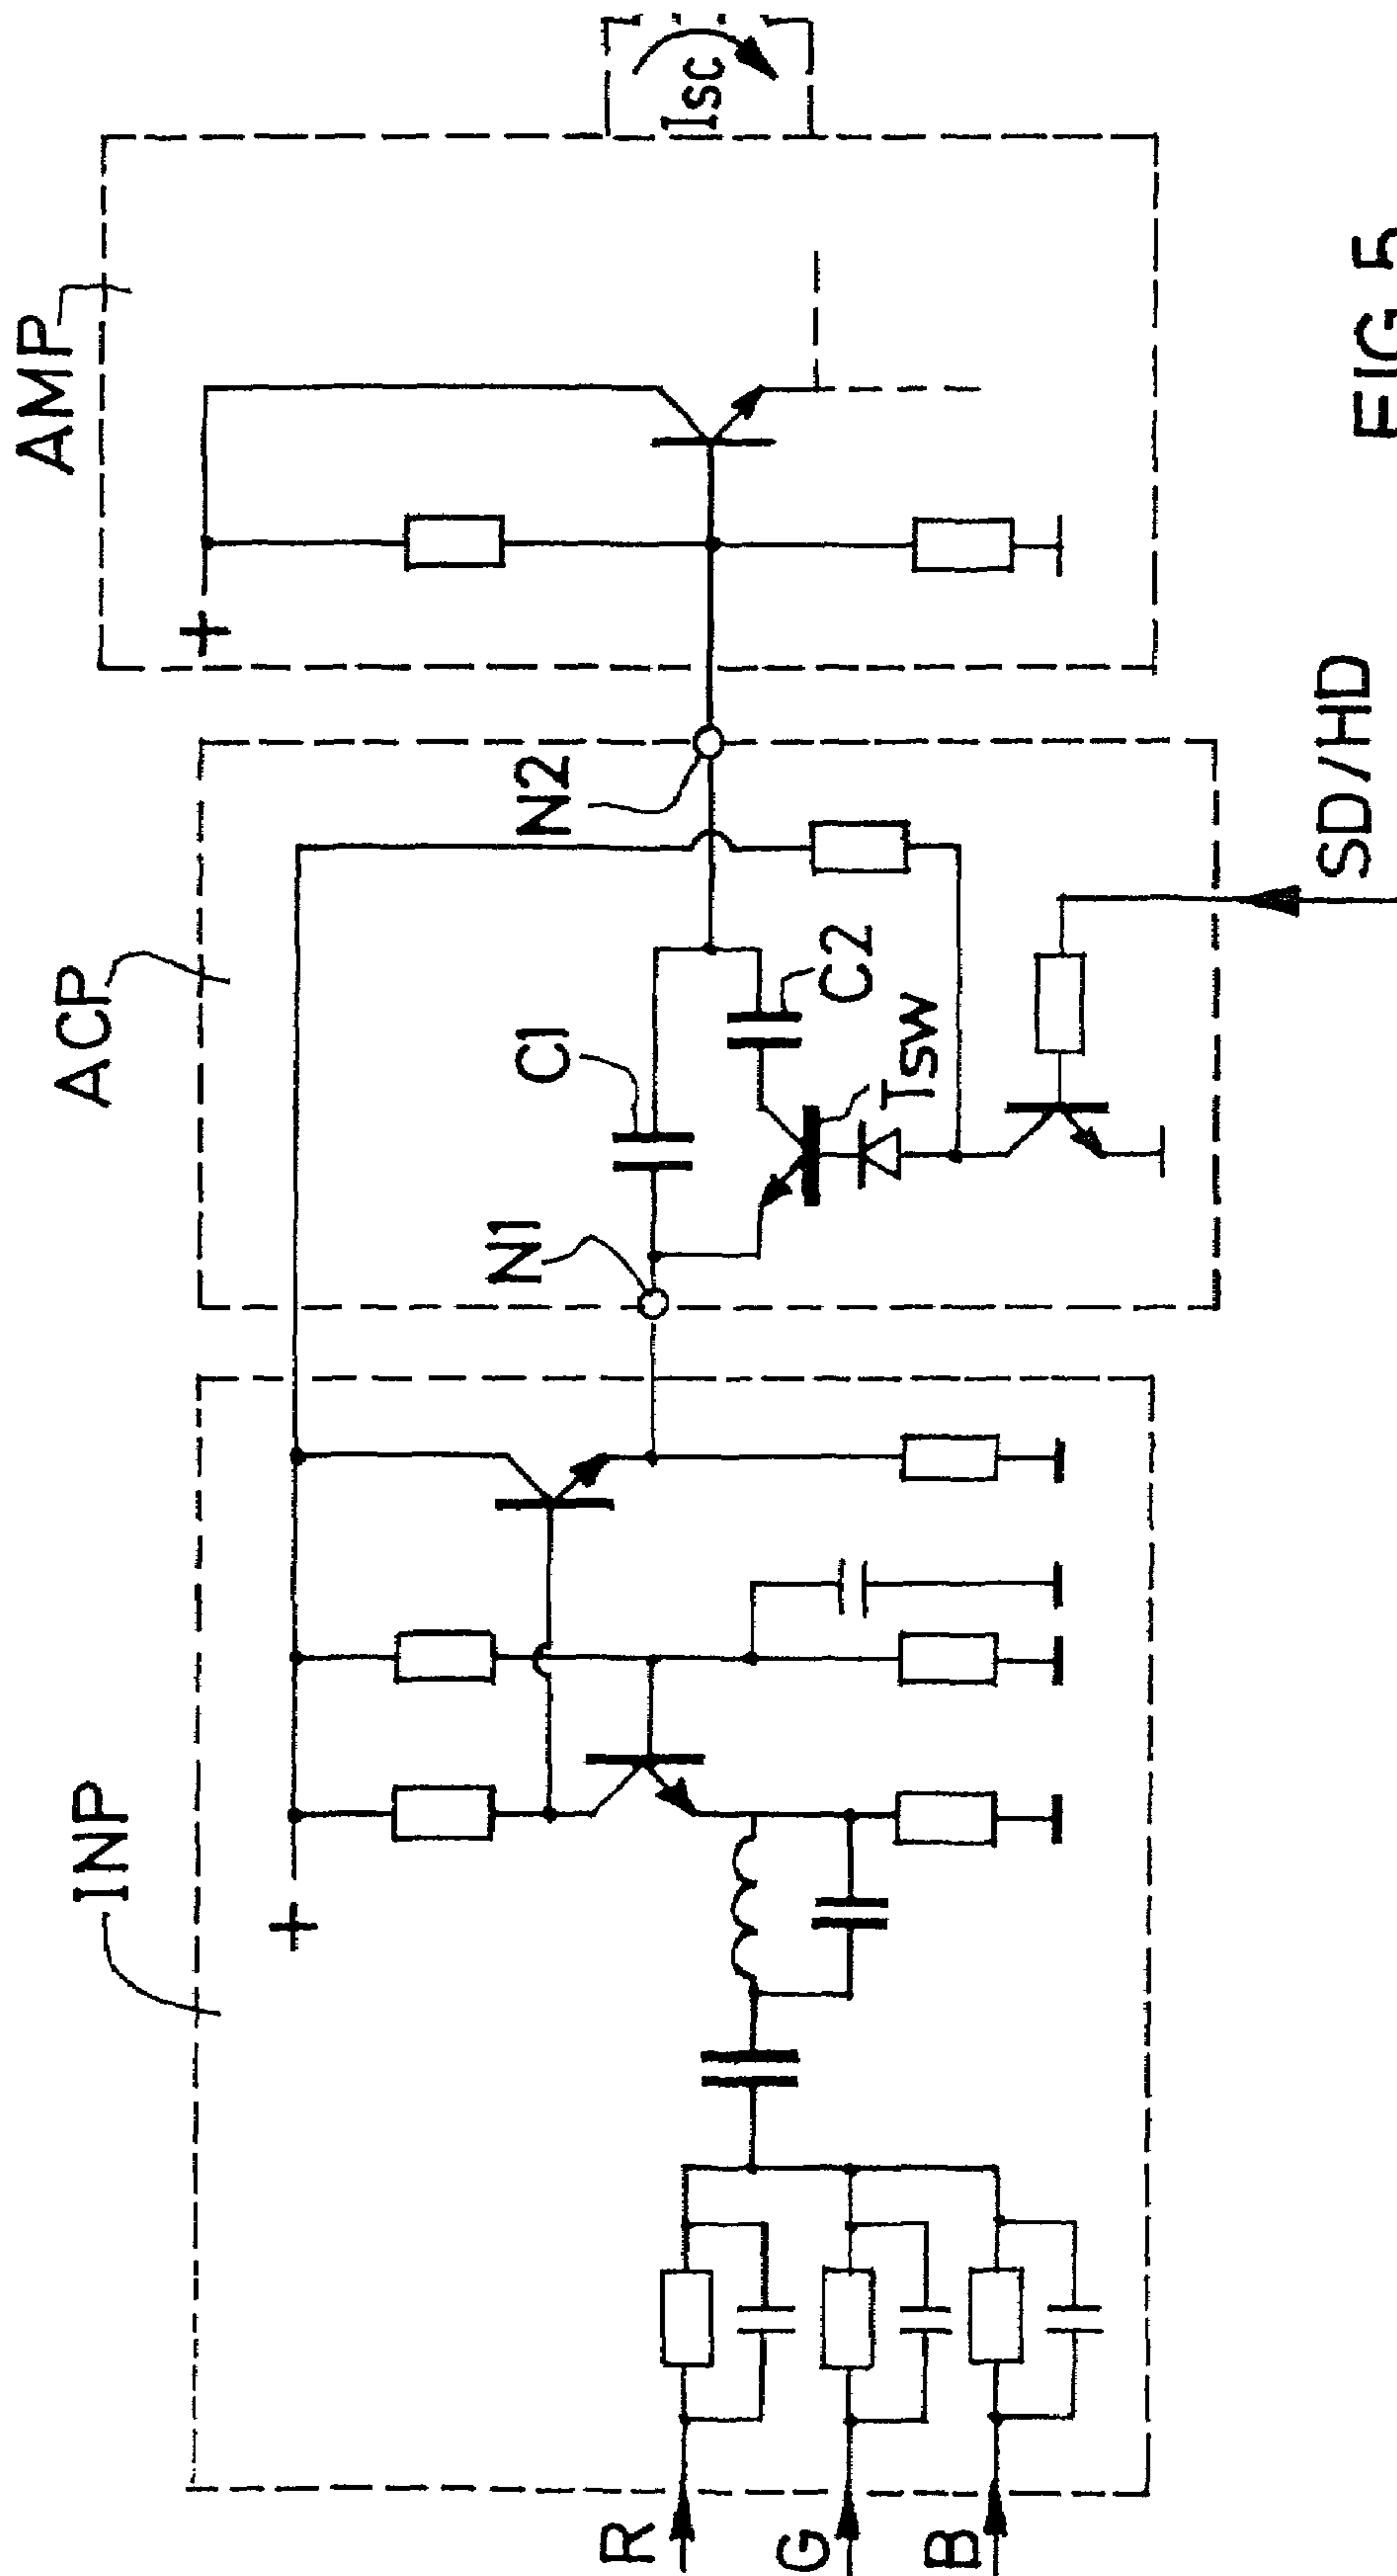 INP
ACP
AMP
R
G
B
+
N1
C1
C2
Tsw
N2
+
Isc
SD/HD
FIG. 5